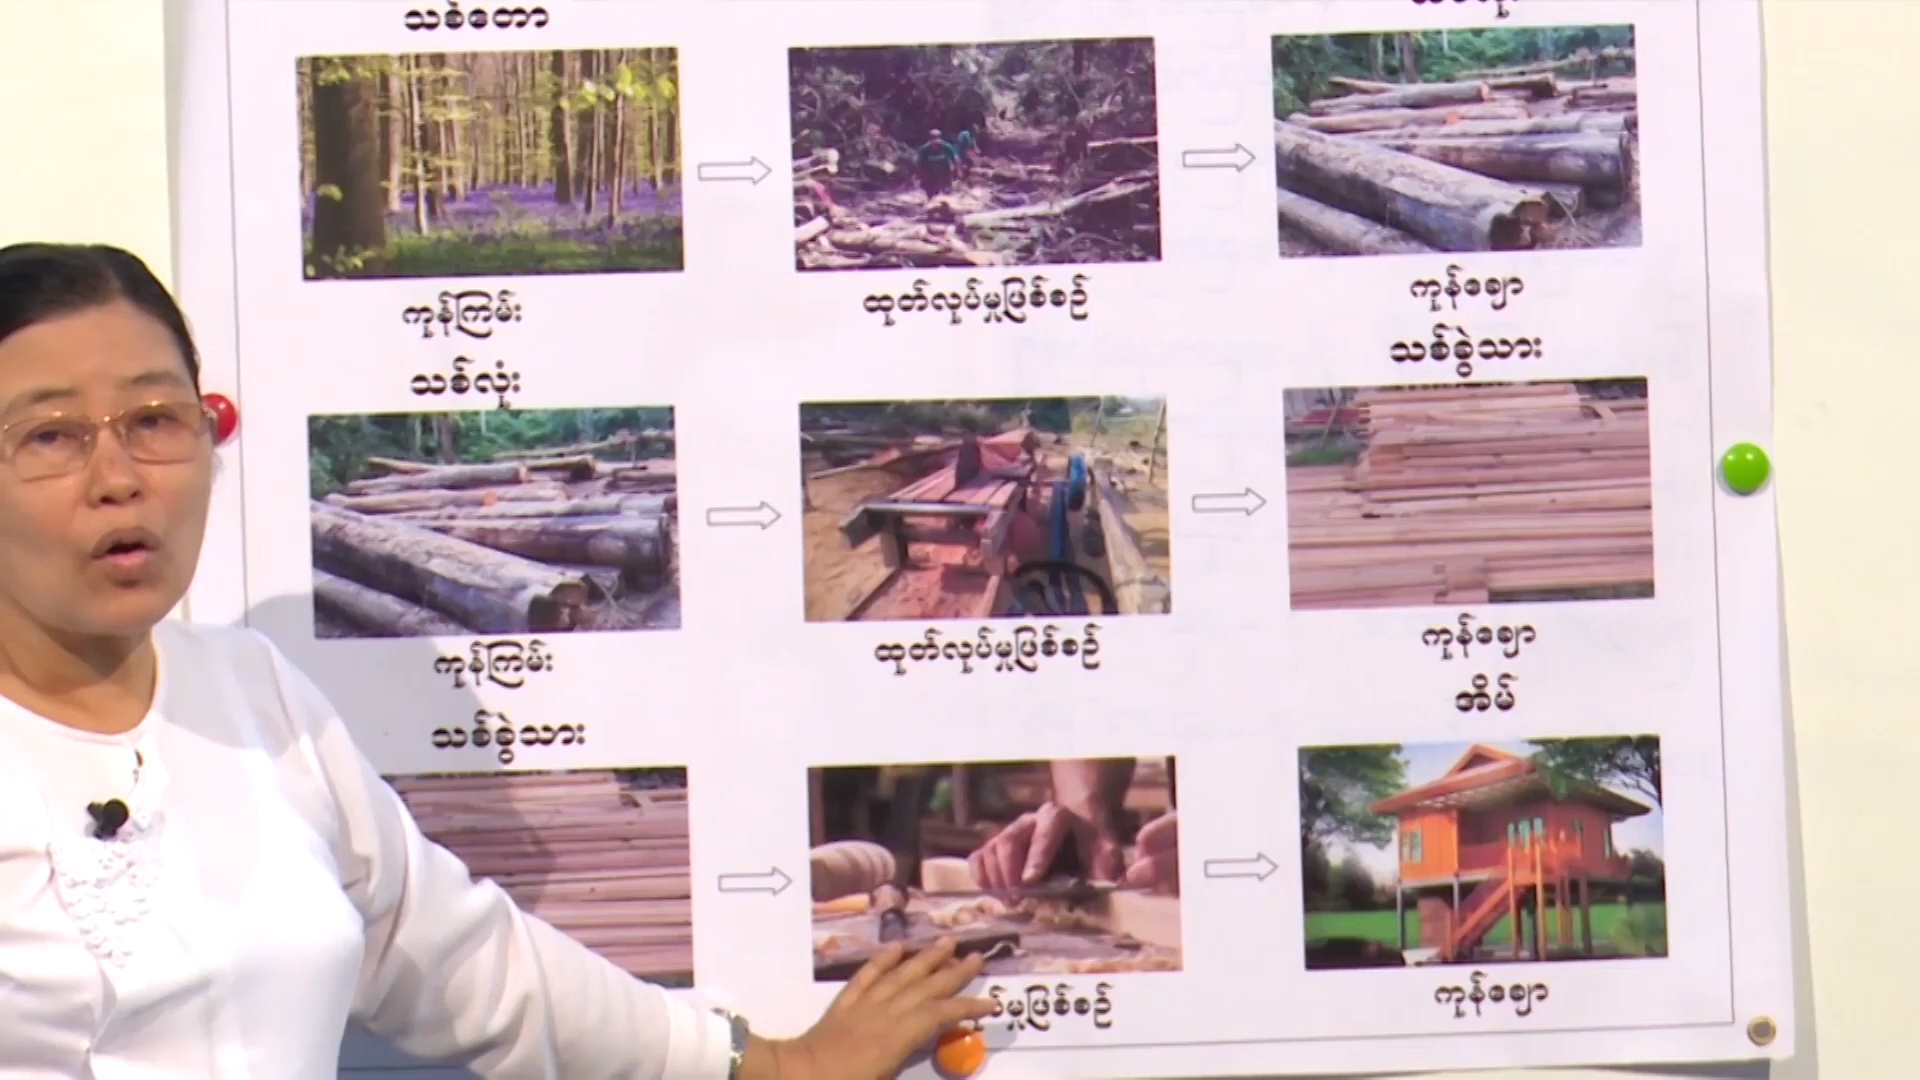 သစ်တော
ကုန်ကြမ်း
ထုတ်လုပ်မှုဖြစ်စဉ်
ကုန်ချော
သစ်လုံး
သစ်ခွဲသား
ကုန်ကြမ်း
ထုတ်လုပ်မှုဖြစ်စဉ်
ကုန်ချော
သစ်ခွဲသား
အိမ်
ကုန်ချော